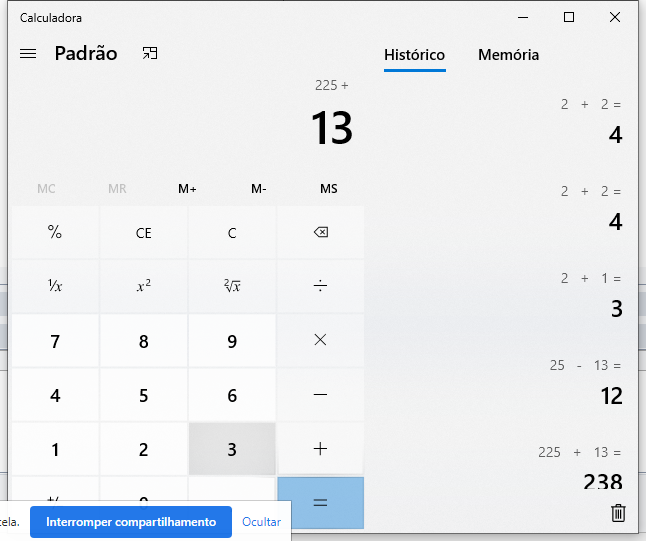 Calculadora
Padrão
Histórico Memória
225 +
13
2 + 2 =
4
2 + 2 =
4
2 + 1 =
3
25 - 13 =
12
225 + 13 =
238
MC MR M+ M- MS
% CE C
¹/x x² ²√x ÷
7 8 9 ×
4 5 6 −
1 2 3 +
=
tela.
Interromper compartilhamento
Ocultar